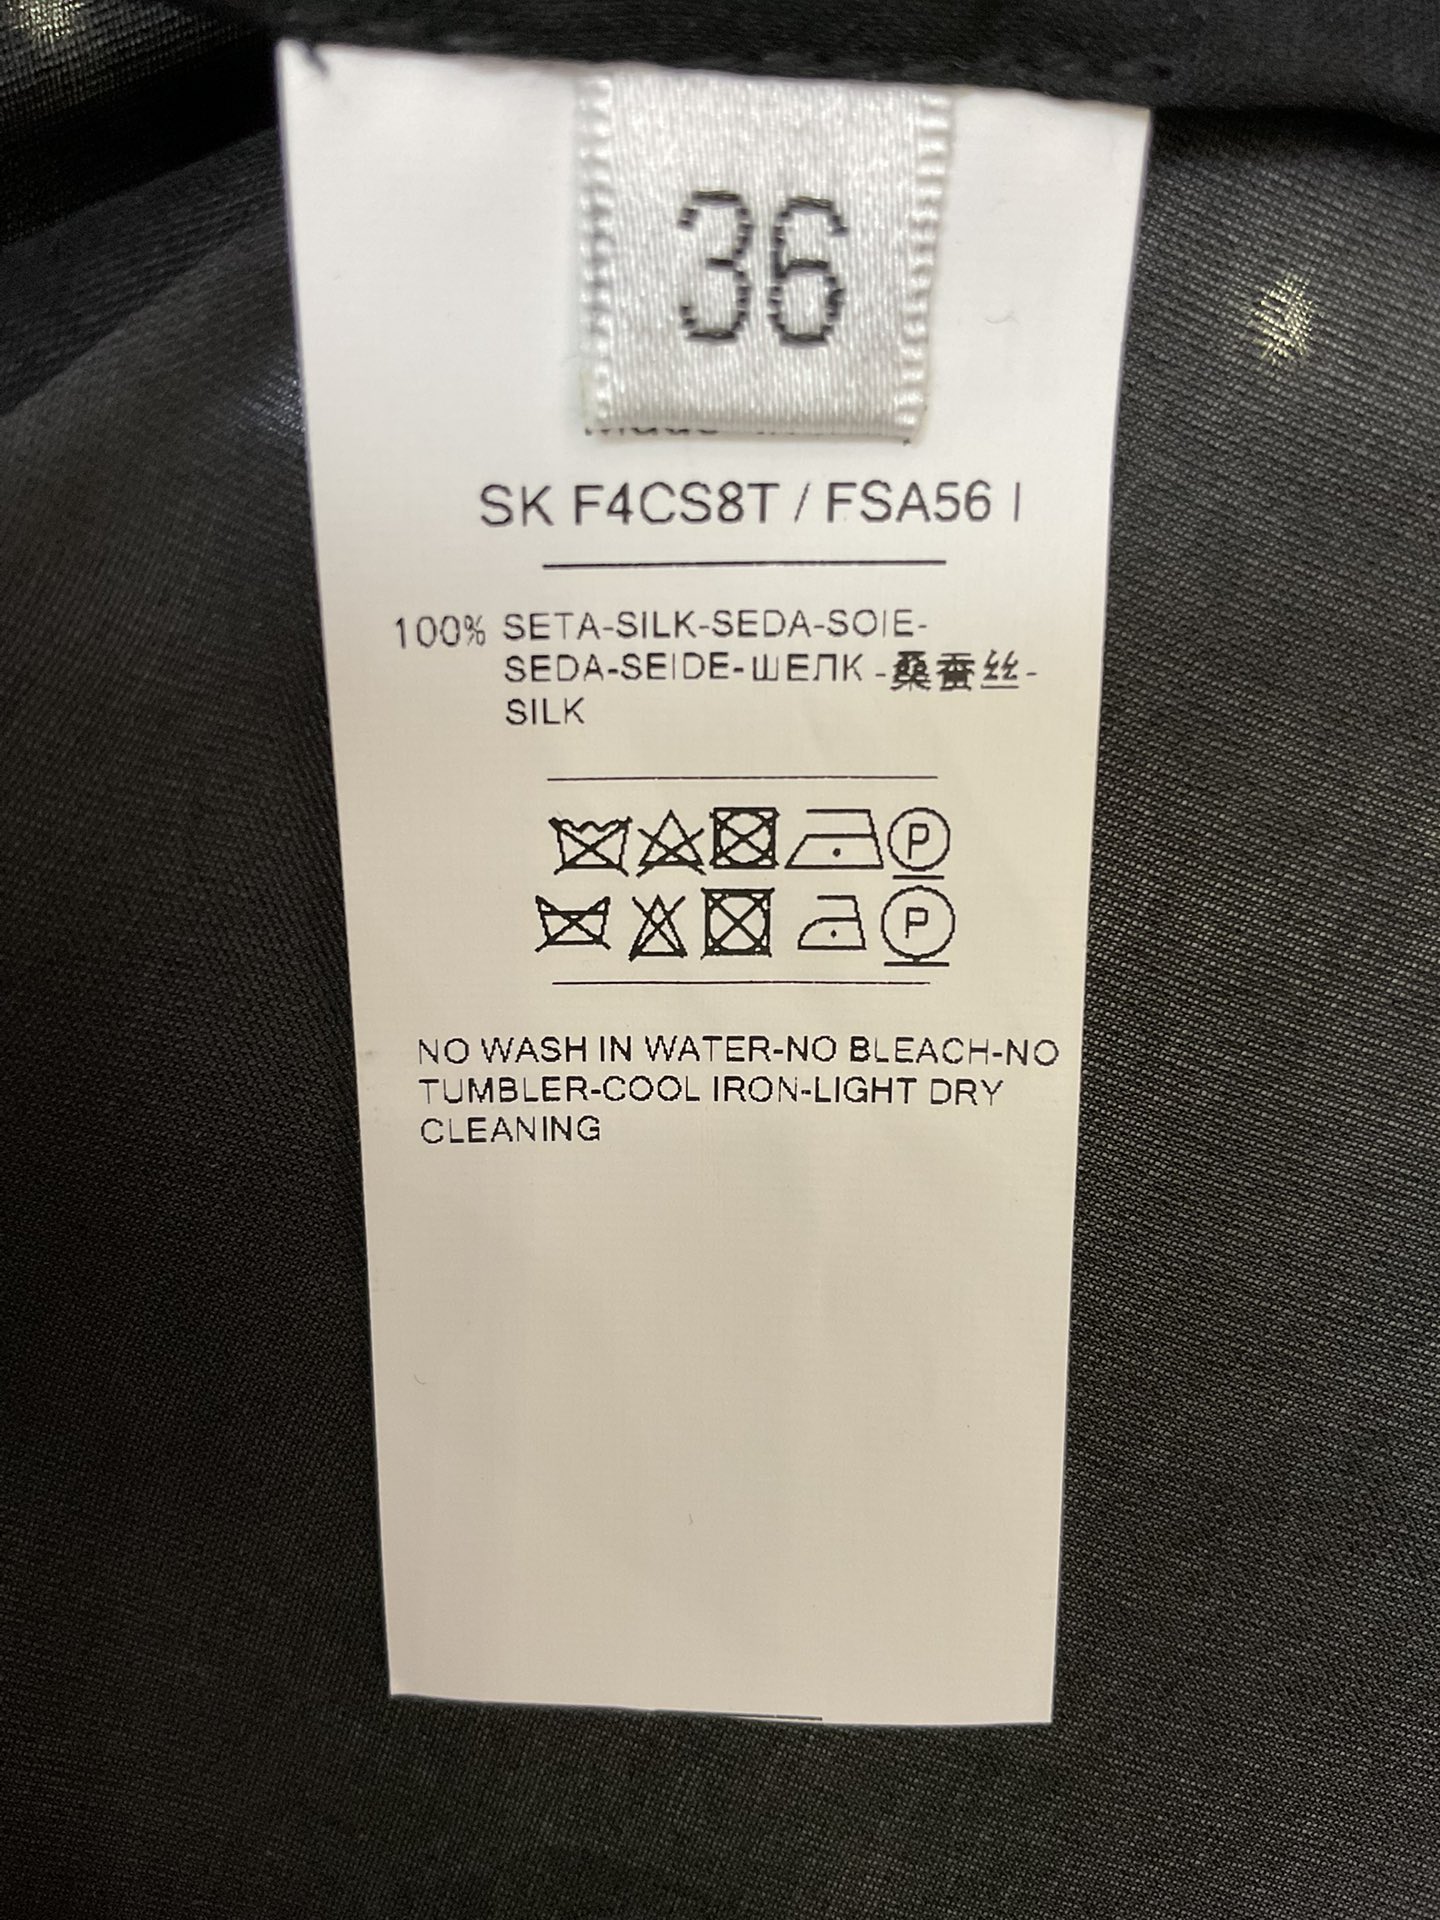 36
Made
SK F4CS8T / FSA56 I
100% SETA-SILK-SEDA-SOIE-
SEDA-SEIDE-ШЕЛК -桑蚕丝-
SILK
P
P
NO WASH IN WATER-NO BLEACH-NO
TUMBLER-COOL IRON-LIGHT DRY
CLEANING